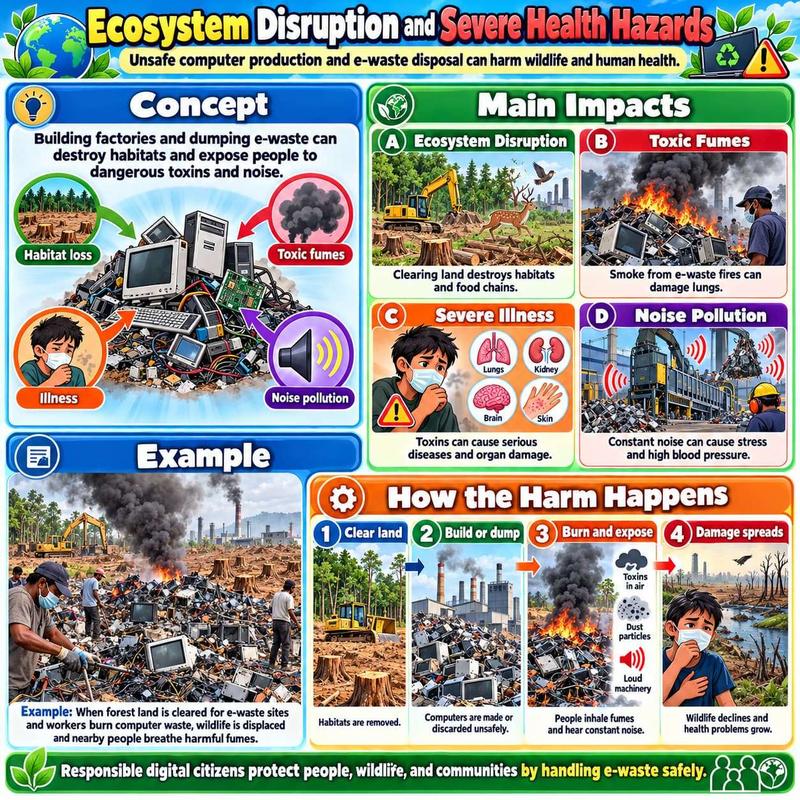 Ecosystem Disruption and Severe Health Hazards
Unsafe computer production and e-waste disposal can harm wildlife and human health.
Concept
Building factories and dumping e-waste can
destroy habitats and expose people to
dangerous toxins and noise.
Habitat loss
Toxic fumes
Illness
Noise pollution
Main Impacts
A Ecosystem Disruption
Clearing land destroys habitats
and food chains.
B Toxic Fumes
Smoke from e-waste fires can
damage lungs.
C Severe Illness
Lungs
Kidney
Brain
Skin
Toxins can cause serious
diseases and organ damage.
D Noise Pollution
Constant noise can cause stress
and high blood pressure.
Example
Example: When forest land is cleared for e-waste sites
and workers burn computer waste, wildlife is displaced
and nearby people breathe harmful fumes.
How the Harm Happens
1 Clear land
Habitats are removed.
2 Build or dump
Computers are made or
discarded unsafely.
3 Burn and expose
Toxins
in air
Dust
particles
Loud
machinery
People inhale fumes
and hear constant noise.
4 Damage spreads
Wildlife declines and
health problems grow.
Responsible digital citizens protect people, wildlife, and communities by handling e-waste safely.